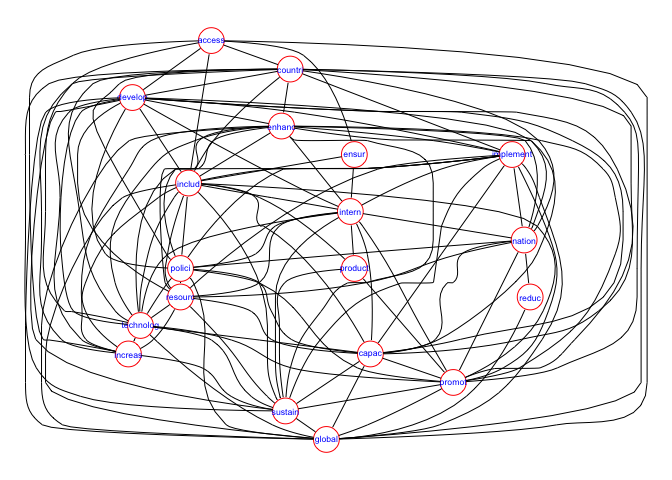 access
countri
develop
enhanc
ensur
implement
includ
intern
nation
polici
product
resourc
reduc
technolog
increas
capac
promot
sustain
global